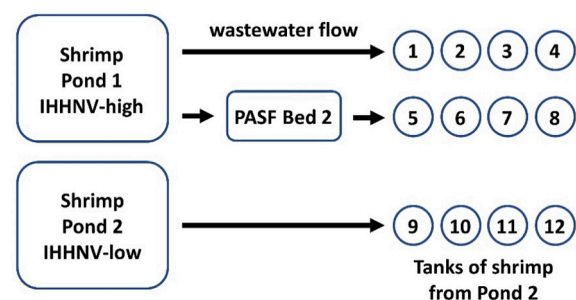 Shrimp
Pond 1
IHHNV-high
wastewater flow
1 2 3 4
PASF Bed 2
5 6 7 8
Shrimp
Pond 2
IHHNV-low
9 10 11 12
Tanks of shrimp
from Pond 2